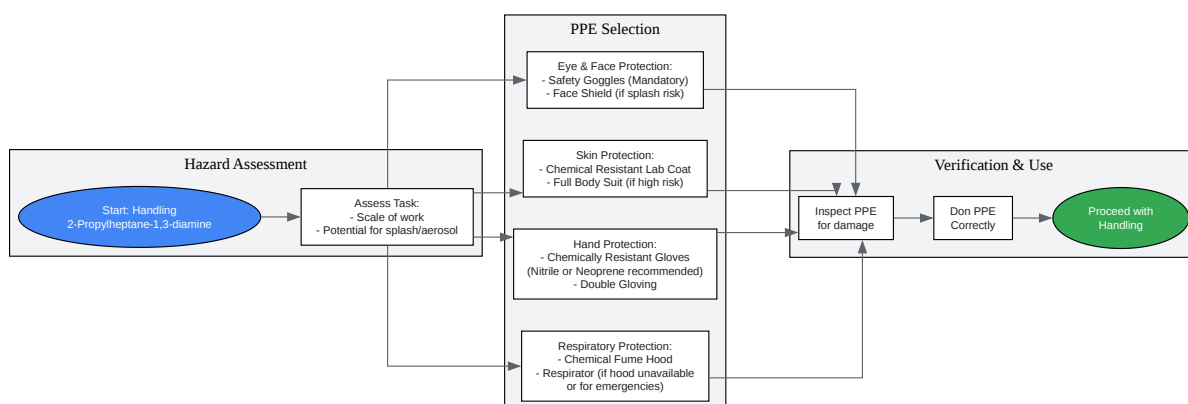 PPE Selection
Eye & Face Protection:
- Safety Goggles (Mandatory)
- Face Shield (if splash risk)
Hazard Assessment
Start: Handling
2-Propylheptane-1,3-diamine
Assess Task:
- Scale of work
- Potential for splash/aerosol
Skin Protection:
- Chemical Resistant Lab Coat
- Full Body Suit (if high risk)
Hand Protection:
- Chemically Resistant Gloves
(Nitrile or Neoprene recommended)
- Double Gloving
Respiratory Protection:
- Chemical Fume Hood
- Respirator (if hood unavailable
or for emergencies)
Verification & Use
Inspect PPE
for damage
Don PPE
Correctly
Proceed with
Handling